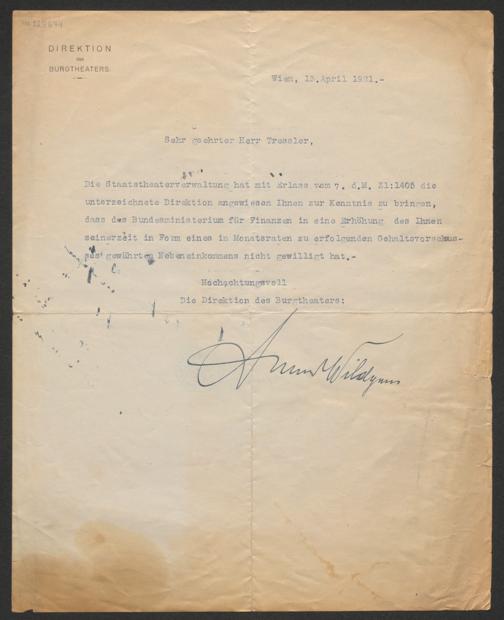 DIREKTION
des
BURGTHEATERS.
Wien, 13.April 1921.-
Sehr geehrter Herr Tressler,
Die Staatstheaterverwaltung hat mit Erlass vom 7. d.M. Zl:1405 die
unterzeichnete Direktion angewiesen Ihnen zur Kenntnis zu bringen,
dass das Bundesministerium für Finanzen in eine Erhöhung des Ihnen
seinerzeit in Form eines in Monatsraten zu erfolgenden Gehaltsvorschus-
ses gewährten Nebeneinkommens nicht gewilligt hat.-
Hochachtungsvoll
Die Direktion des Burgtheaters:
Anton Wildgans